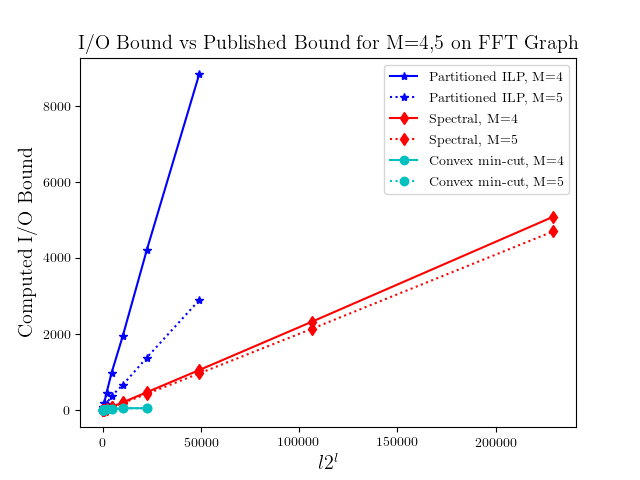 I/O Bound vs Published Bound for M=4,5 on FFT Graph
Partitioned ILP, M=4
Partitioned ILP, M=5
Spectral, M=4
Spectral, M=5
Convex min-cut, M=4
Convex min-cut, M=5
Computed I/O Bound
8000
6000
4000
2000
0
0 50000 100000 150000 200000
l2^l